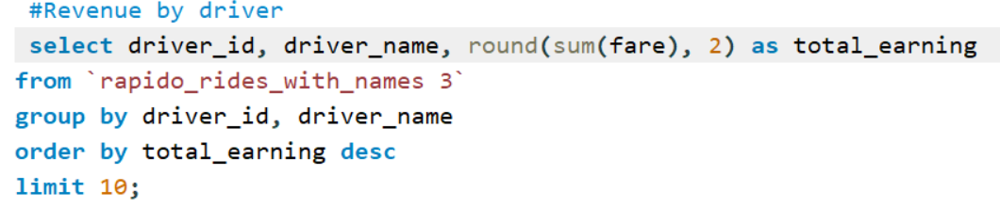 #Revenue by driver
select driver_id, driver_name, round(sum(fare), 2) as total_earning
from `rapido_rides_with_names 3`
group by driver_id, driver_name
order by total_earning desc
limit 10;